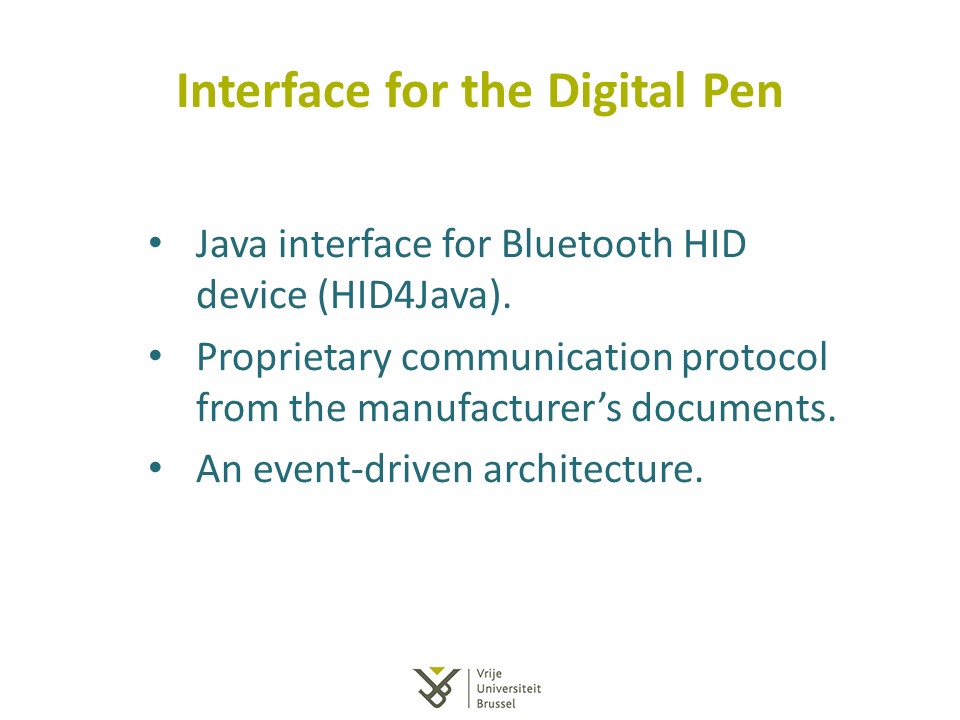 Interface for the Digital Pen
• Java interface for Bluetooth HID
device (HID4Java).
• Proprietary communication protocol
from the manufacturer’s documents.
• An event-driven architecture.
Vrije
Universiteit
Brussel